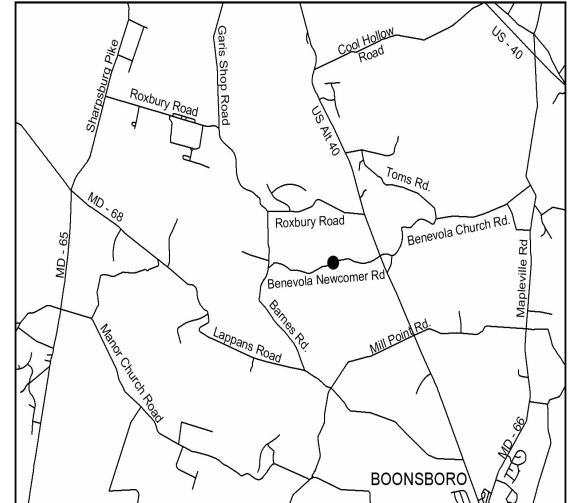 US - 40
Cool Hollow
Road
Sharpsburg Pike
Garis Shop Road
Roxbury Road
US Alt 40
Toms Rd.
MD - 68
Roxbury Road
Benevola Church Rd.
MD - 65
Benevola Newcomer Rd
Mapleville Rd
Barnes Rd.
Mill Point Rd.
Manor Church Road
Lappans Road
MD - 66
BOONSBORO